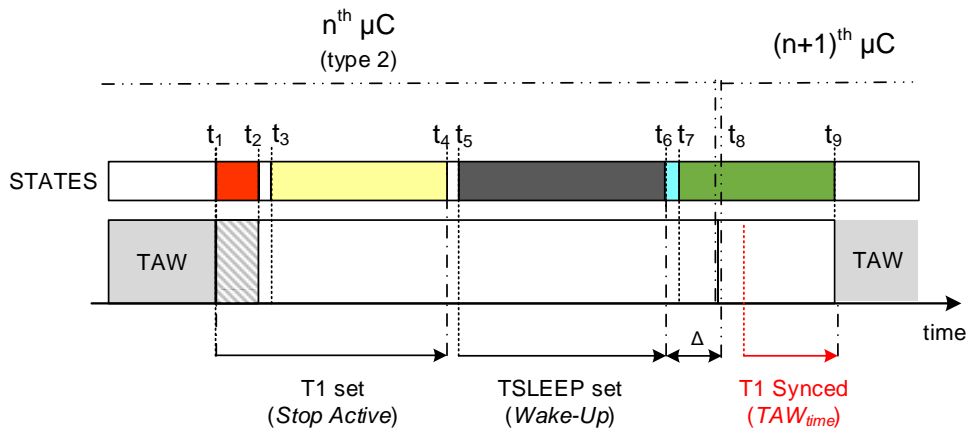 nth μC
(type 2)
(n+1)th μC
t1 t2 t3 t4 t5 t6 t7 t8 t9
STATES
TAW
TAW
time
Δ
T1 set
(Stop Active)
TSLEEP set
(Wake-Up)
T1 Synced
(TAWtime)